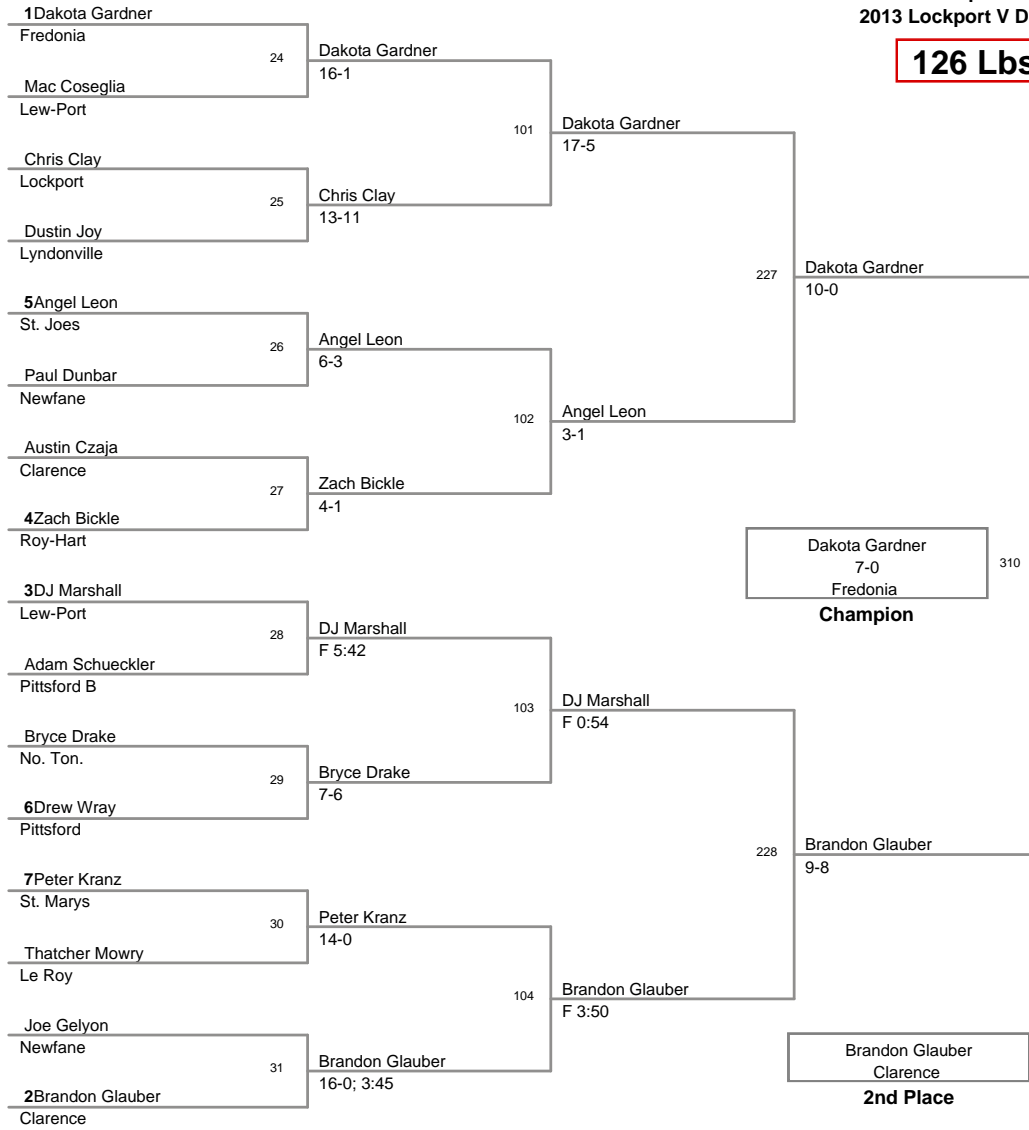 2013 Lockport V D
126 Lbs
1Dakota Gardner
Fredonia
24
Mac Coseglia
Lew-Port
Dakota Gardner
16-1
Chris Clay
Lockport
25
Dustin Joy
Lyndonville
Chris Clay
13-11
101
Dakota Gardner
17-5
5Angel Leon
St. Joes
26
Paul Dunbar
Newfane
Angel Leon
6-3
Austin Czaja
Clarence
27
4Zach Bickle
Roy-Hart
Zach Bickle
4-1
102
Angel Leon
3-1
227
Dakota Gardner
10-0
Dakota Gardner
7-0
Fredonia
310
Champion
3DJ Marshall
Lew-Port
28
Adam Schueckler
Pittsford B
DJ Marshall
F 5:42
Bryce Drake
No. Ton.
29
6Drew Wray
Pittsford
Bryce Drake
7-6
103
DJ Marshall
F 0:54
7Peter Kranz
St. Marys
30
Thatcher Mowry
Le Roy
Peter Kranz
14-0
Joe Gelyon
Newfane
31
2Brandon Glauber
Clarence
Brandon Glauber
16-0; 3:45
104
Brandon Glauber
F 3:50
228
Brandon Glauber
9-8
Brandon Glauber
Clarence
2nd Place